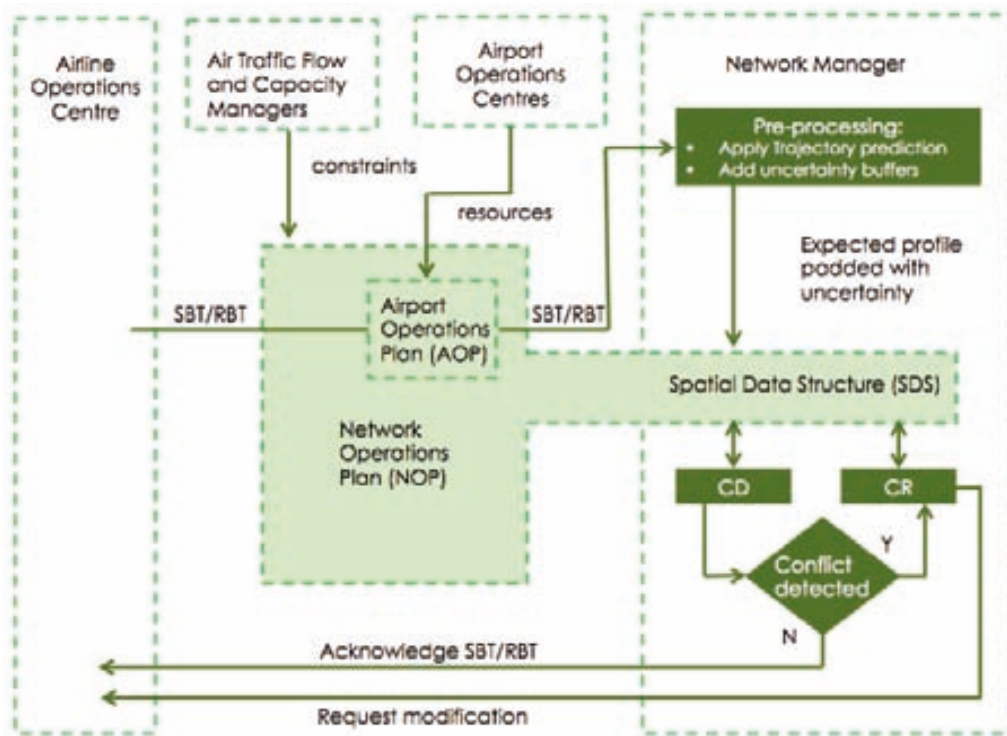 Airline
Operations
Centre
Air Traffic Flow
and Capacity
Managers
Airport
Operations
Centres
Network Manager
Pre-processing:
• Apply Trajectory prediction
• Add uncertainty buffers
constraints
resources
Expected profile
padded with
uncertainty
SBT/RBT
Airport
Operations
Plan (AOP)
SBT/RBT
Spatial Data Structure (SDS)
Network
Operations
Plan (NOP)
CD
CR
Conflict
detected
Y
N
Acknowledge SBT/RBT
Request modification